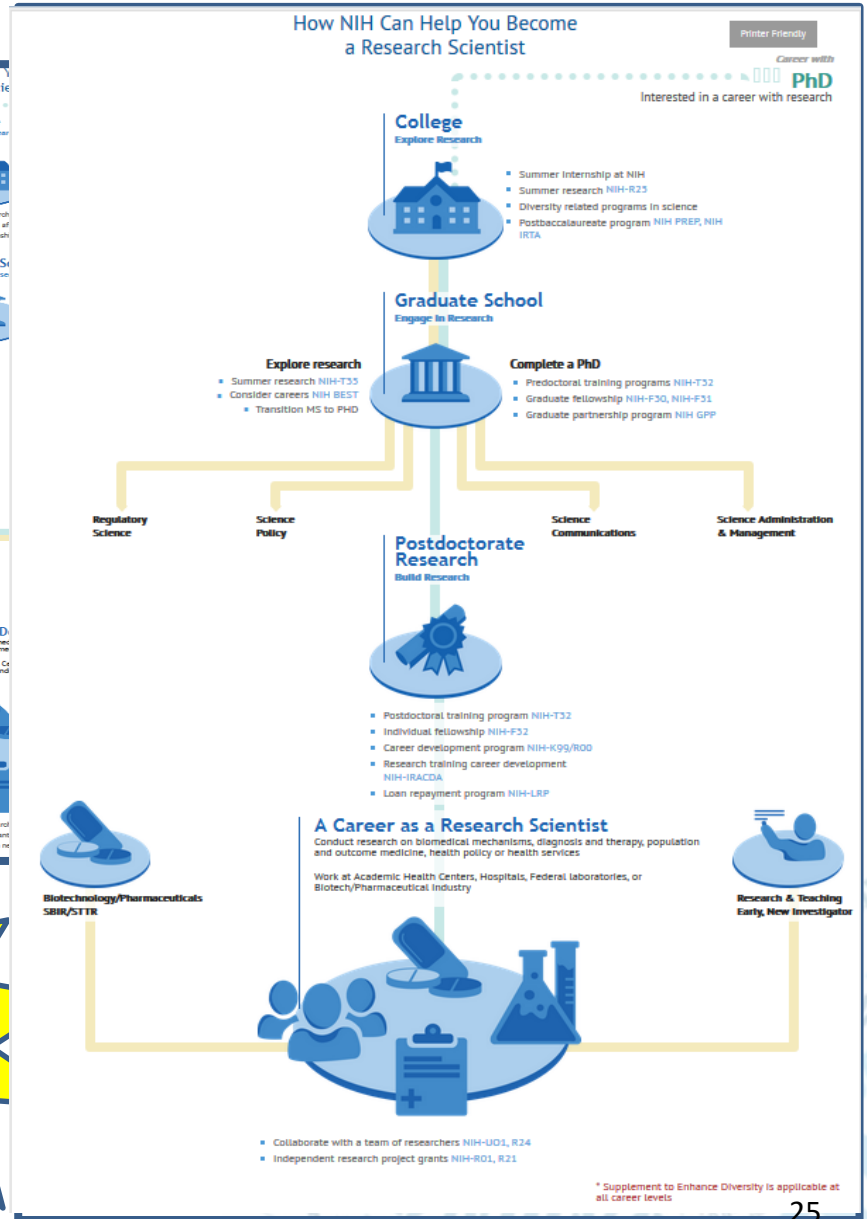 How NIH Can Help You Become
a Research Scientist
Printer Friendly
Career with
PhD
Interested in a career with research
College
Explore Research
Summer Internship at NIH
Summer research NIH-R25
Diversity related programs in science
Postbaccalaureate program NIH PREP, NIH
IRTA
Graduate School
Engage in Research
Explore research
Summer research NIH-T35
Consider careers NIH BEST
Transition MS to PHD
Complete a PhD
Predoctoral training programs NIH-T32
Graduate fellowship NIH-F30, NIH-F31
Graduate partnership program NIH GPP
Regulatory
Science
Science
Policy
Science
Communications
Science Administration
& Management
Postdoctorate
Research
Build Research
Postdoctoral training program NIH-T32
Individual fellowship NIH-F32
Career development program NIH-K99/R00
Research training career development
NIH-IRACDA
Loan repayment program NIH-LRP
A Career as a Research Scientist
Conduct research on biomedical mechanisms, diagnosis and therapy, population
and outcome medicine, health policy or health services
Work at Academic Health Centers, Hospitals, Federal laboratories, or
Biotech/Pharmaceutical Industry
Biotechnology/Pharmaceuticals
SBIR/STTR
Research & Teaching
Early, New Investigator
Collaborate with a team of researchers NIH-UO1, R24
Independent research project grants NIH-R01, R21
* Supplement to Enhance Diversity is applicable at
all career levels
25